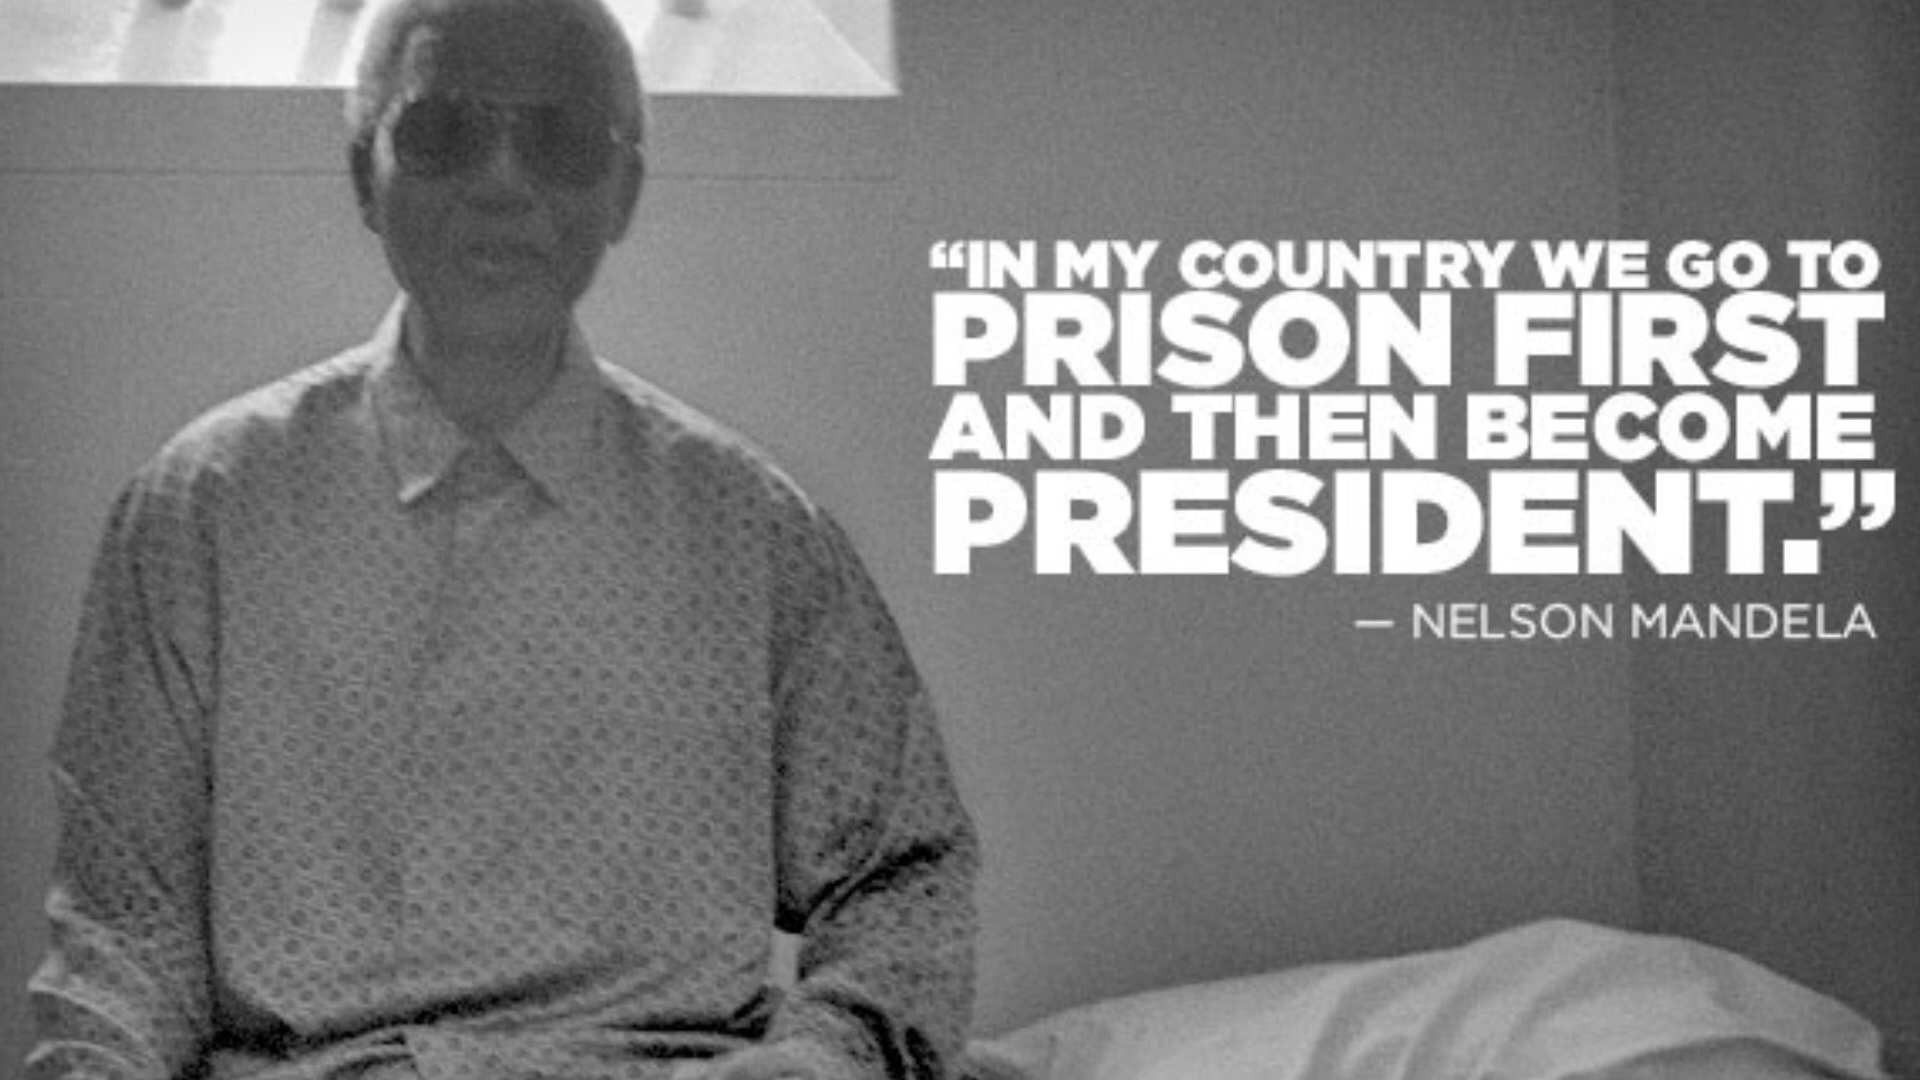 “IN MY COUNTRY WE GO TO
PRISON FIRST
AND THEN BECOME
PRESIDENT.”
— NELSON MANDELA